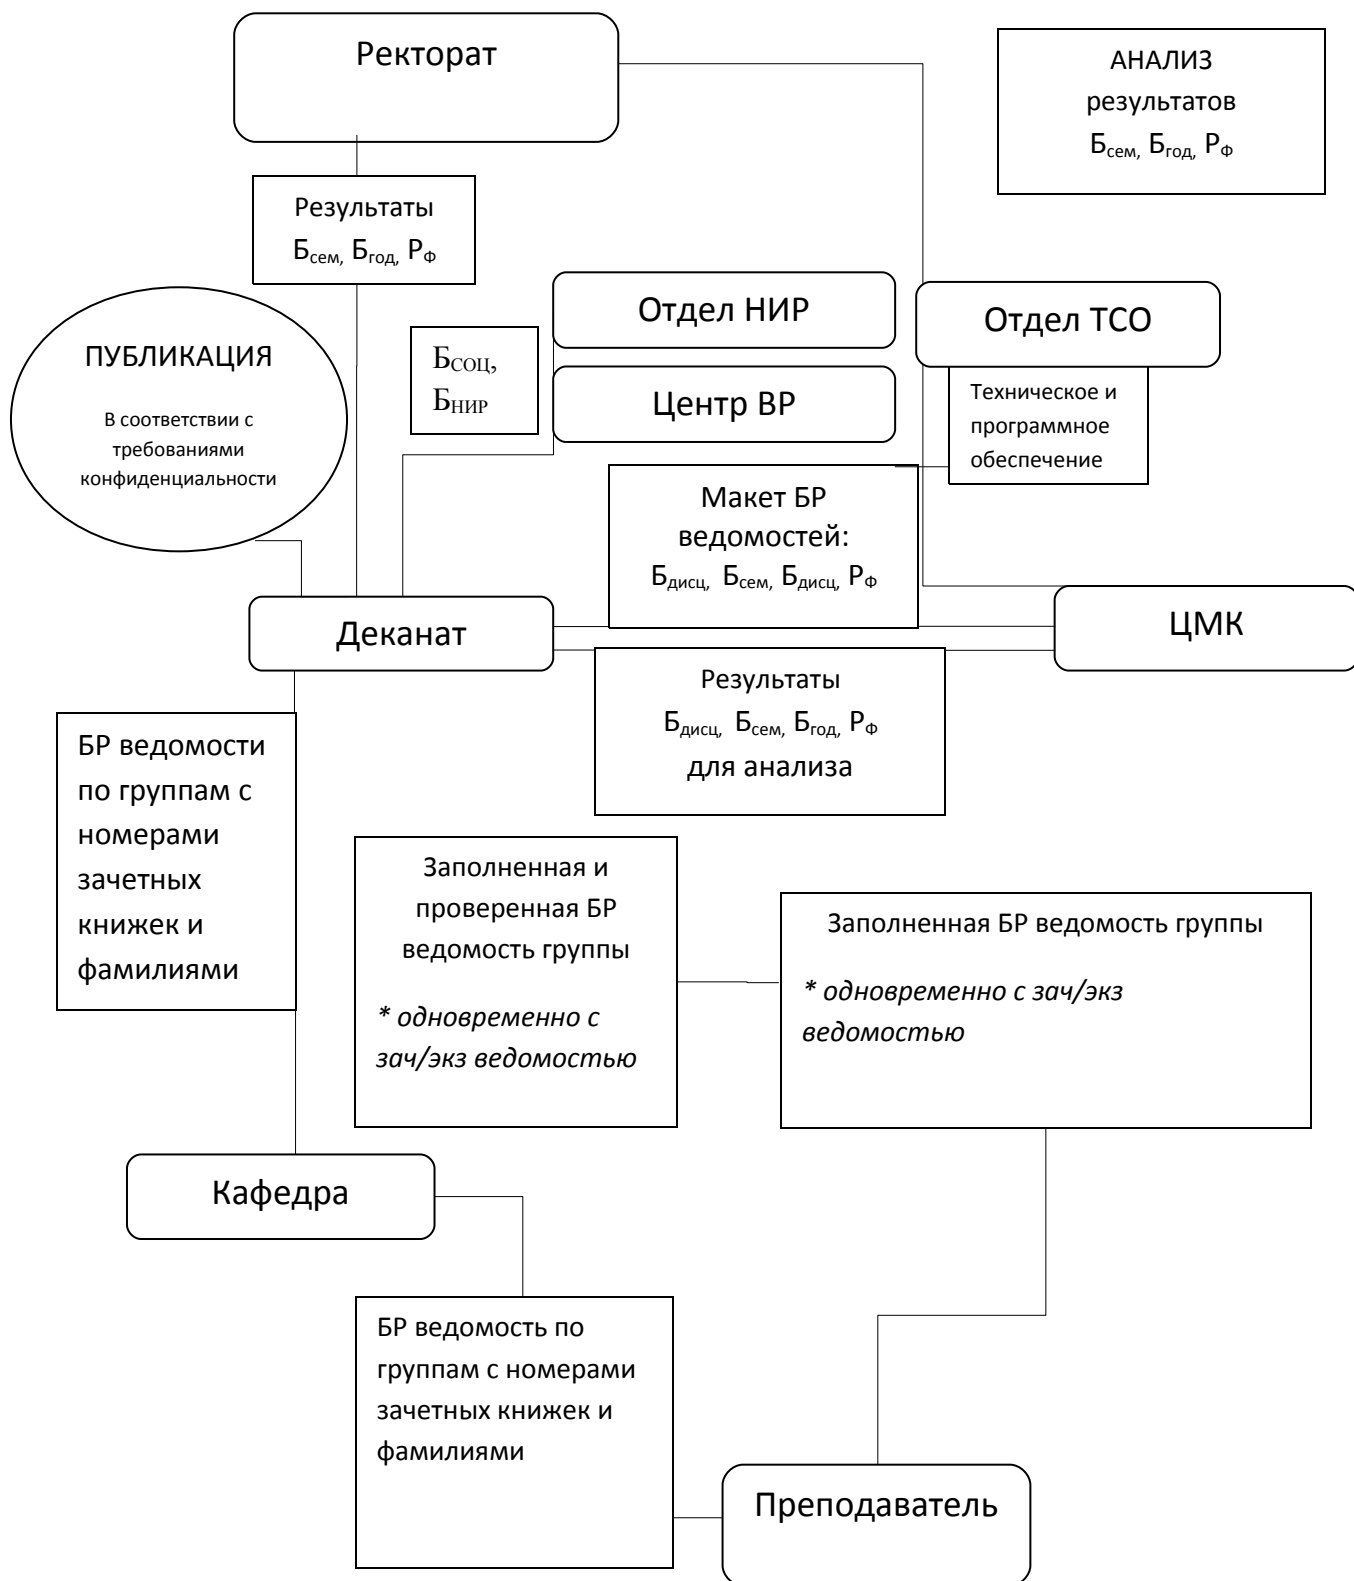 Ректорат
АНАЛИЗ
результатов
Бсем, Бгод, РФ
Результаты
Бсем, Бгод, РФ
Отдел НИР
Отдел ТСО
ПУБЛИКАЦИЯ
В соответствии с
требованиями
конфиденциальности
БСОЦ,
БНИР
Центр ВР
Техническое и
программное
обеспечение
Макет БР
ведомостей:
Бдисц, Бсем, Бдисц, РФ
Деканат
ЦМК
Результаты
Бдисц, Бсем, Бгод, РФ
для анализа
БР ведомости
по группам с
номерами
зачетных
книжек и
фамилиями
Заполненная и
проверенная БР
ведомость группы
* одновременно с
зач/экз ведомостью
Заполненная БР ведомость группы
* одновременно с зач/экз
ведомостью
Кафедра
БР ведомость по
группам с номерами
зачетных книжек и
фамилиями
Преподаватель